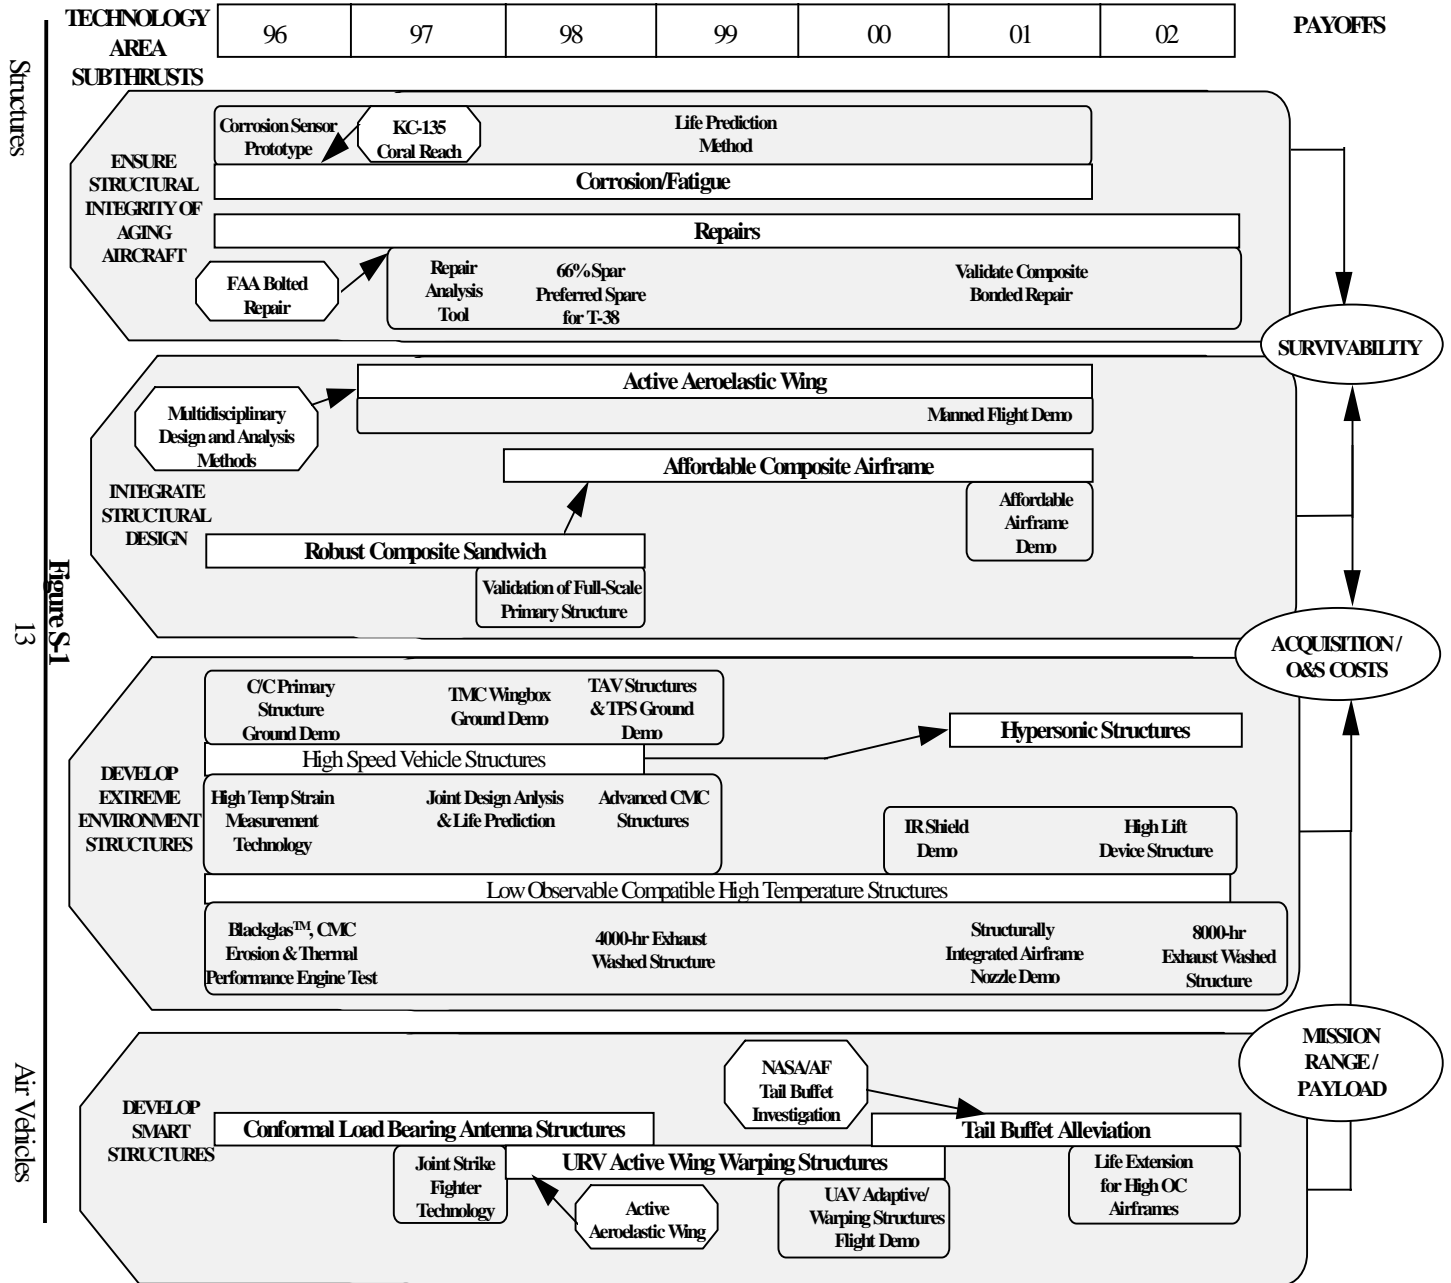 TECHNOLOGY
AREA
SUBTHRUSTS
96
97
98
99
00
01
02
PAYOFFS
Structures
Figure S-1
13
Air Vehicles
ENSURE
STRUCTURAL
INTEGRITY OF
AGING
AIRCRAFT
Corrosion Sensor
Prototype
KC-135
Coral Reach
Life Prediction
Method
Corrosion/Fatigue
Repairs
FAA Bolted
Repair
Repair
Analysis
Tool
66% Spar
Preferred Spare
for T-38
Validate Composite
Bonded Repair
SURVIVABILITY
INTEGRATE
STRUCTURAL
DESIGN
Active Aeroelastic Wing
Multidisciplinary
Design and Analysis
Methods
Manned Flight Demo
Affordable Composite Airframe
Affordable
Airframe
Demo
Robust Composite Sandwich
Validation of Full-Scale
Primary Structure
ACQUISITION /
O&S COSTS
DEVELOP
EXTREME
ENVIRONMENT
STRUCTURES
C/C Primary
Structure
Ground Demo
TMC Wingbox
Ground Demo
TAV Structures
& TPS Ground
Demo
High Speed Vehicle Structures
Hypersonic Structures
High Temp Strain
Measurement
Technology
Joint Design Anlysis
& Life Prediction
Advanced CMC
Structures
IR Shield
Demo
High Lift
Device Structure
Low Observable Compatible High Temperature Structures
Blackglas™, CMC
Erosion & Thermal
Performance Engine Test
4000-hr Exhaust
Washed Structure
Structurally
Integrated Airframe
Nozzle Demo
8000-hr
Exhaust Washed
Structure
MISSION
RANGE /
PAYLOAD
DEVELOP
SMART
STRUCTURES
NASA/AF
Tail Buffet
Investigation
Conformal Load Bearing Antenna Structures
Tail Buffet Alleviation
Joint Strike
Fighter
Technology
URV Active Wing Warping Structures
Active
Aeroelastic Wing
UAV Adaptive/
Warping Structures
Flight Demo
Life Extension
for High OC
Airframes